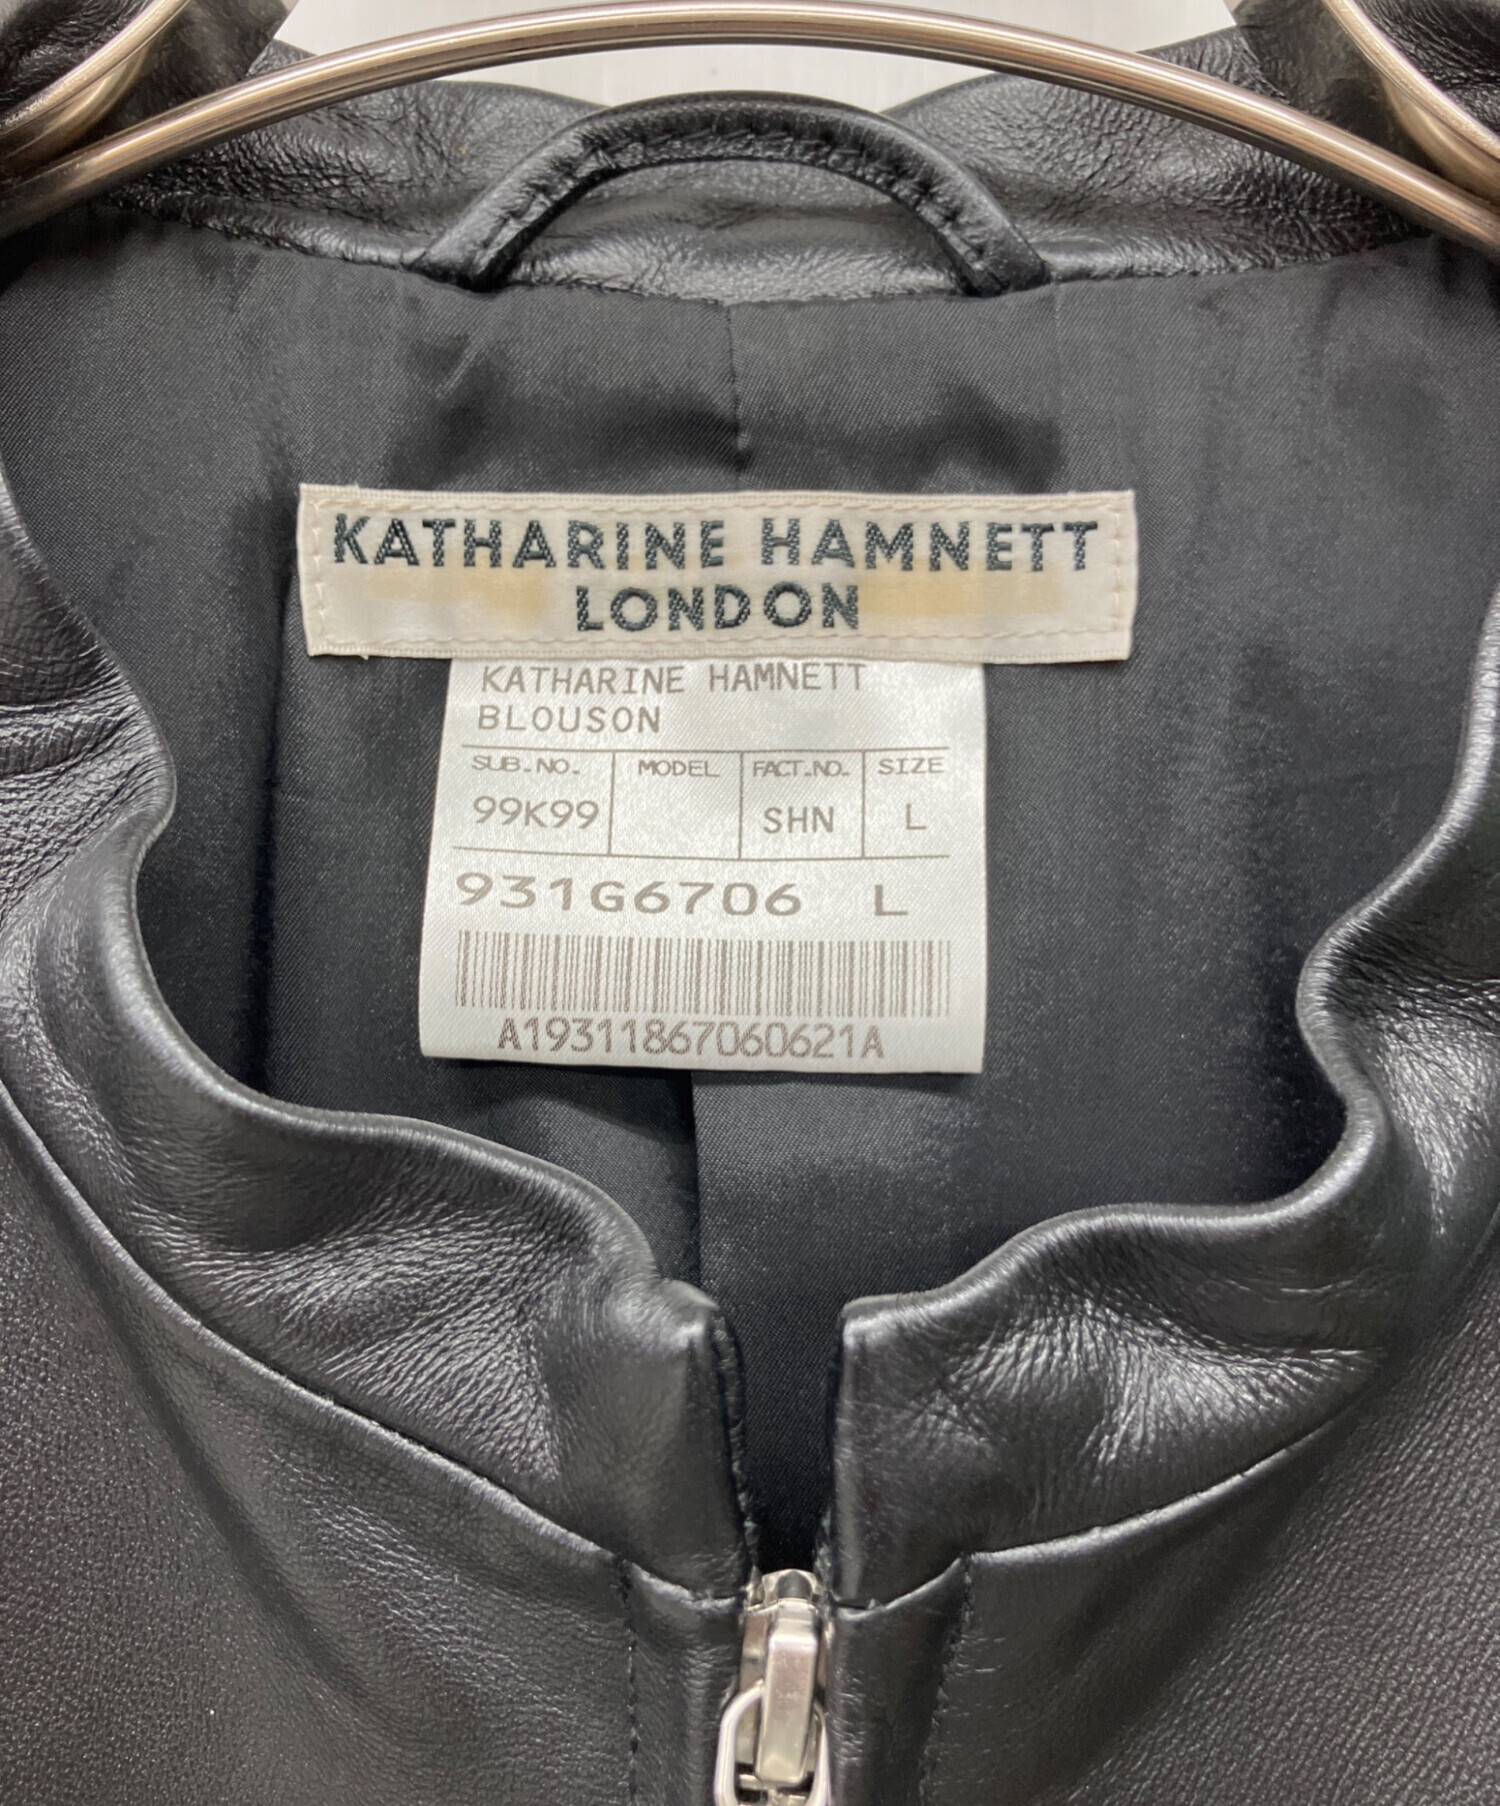 KATHARINE HAMNETT
LONDON
KATHARINE HAMNETT
BLOUSON
SUB.NO. MODEL FACT.NO. SIZE
99K99 SHN L
931G6706 L
A19311867060621A